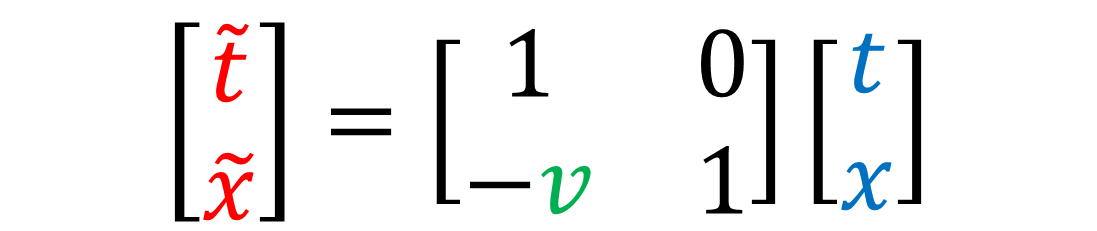 [t̃ x̃] = [1 0 −v 1] [t x]